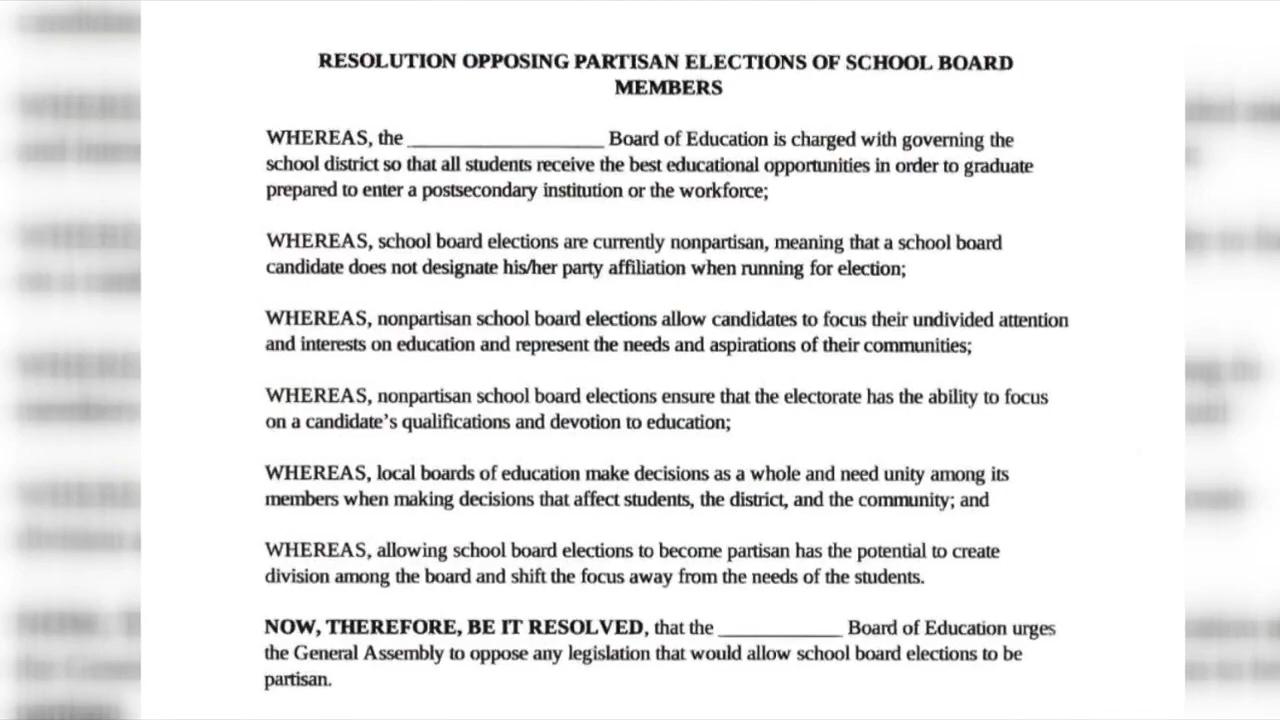 RESOLUTION OPPOSING PARTISAN ELECTIONS OF SCHOOL BOARD
MEMBERS
WHEREAS, the ____________________ Board of Education is charged with governing the
school district so that all students receive the best educational opportunities in order to graduate
prepared to enter a postsecondary institution or the workforce;
WHEREAS, school board elections are currently nonpartisan, meaning that a school board
candidate does not designate his/her party affiliation when running for election;
WHEREAS, nonpartisan school board elections allow candidates to focus their undivided attention
and interests on education and represent the needs and aspirations of their communities;
WHEREAS, nonpartisan school board elections ensure that the electorate has the ability to focus
on a candidate's qualifications and devotion to education;
WHEREAS, local boards of education make decisions as a whole and need unity among its
members when making decisions that affect students, the district, and the community; and
WHEREAS, allowing school board elections to become partisan has the potential to create
division among the board and shift the focus away from the needs of the students.
NOW, THEREFORE, BE IT RESOLVED, that the _____________ Board of Education urges
the General Assembly to oppose any legislation that would allow school board elections to be
partisan.